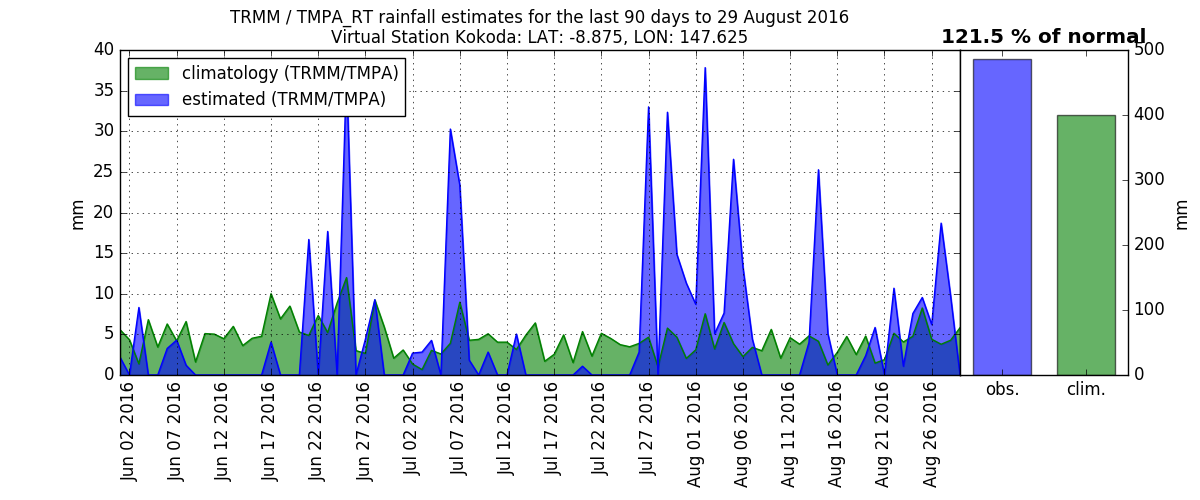 TRMM / TMPA_RT rainfall estimates for the last 90 days to 29 August 2016
Virtual Station Kokoda: LAT: -8.875, LON: 147.625
121.5 % of normal
climatology (TRMM/TMPA)
estimated (TRMM/TMPA)
40
35
30
25
20
15
10
5
0
mm
Jun 02 2016
Jun 07 2016
Jun 12 2016
Jun 17 2016
Jun 22 2016
Jun 27 2016
Jul 02 2016
Jul 07 2016
Jul 12 2016
Jul 17 2016
Jul 22 2016
Jul 27 2016
Aug 01 2016
Aug 06 2016
Aug 11 2016
Aug 16 2016
Aug 21 2016
Aug 26 2016
500
400
300
200
100
0
mm
obs.
clim.